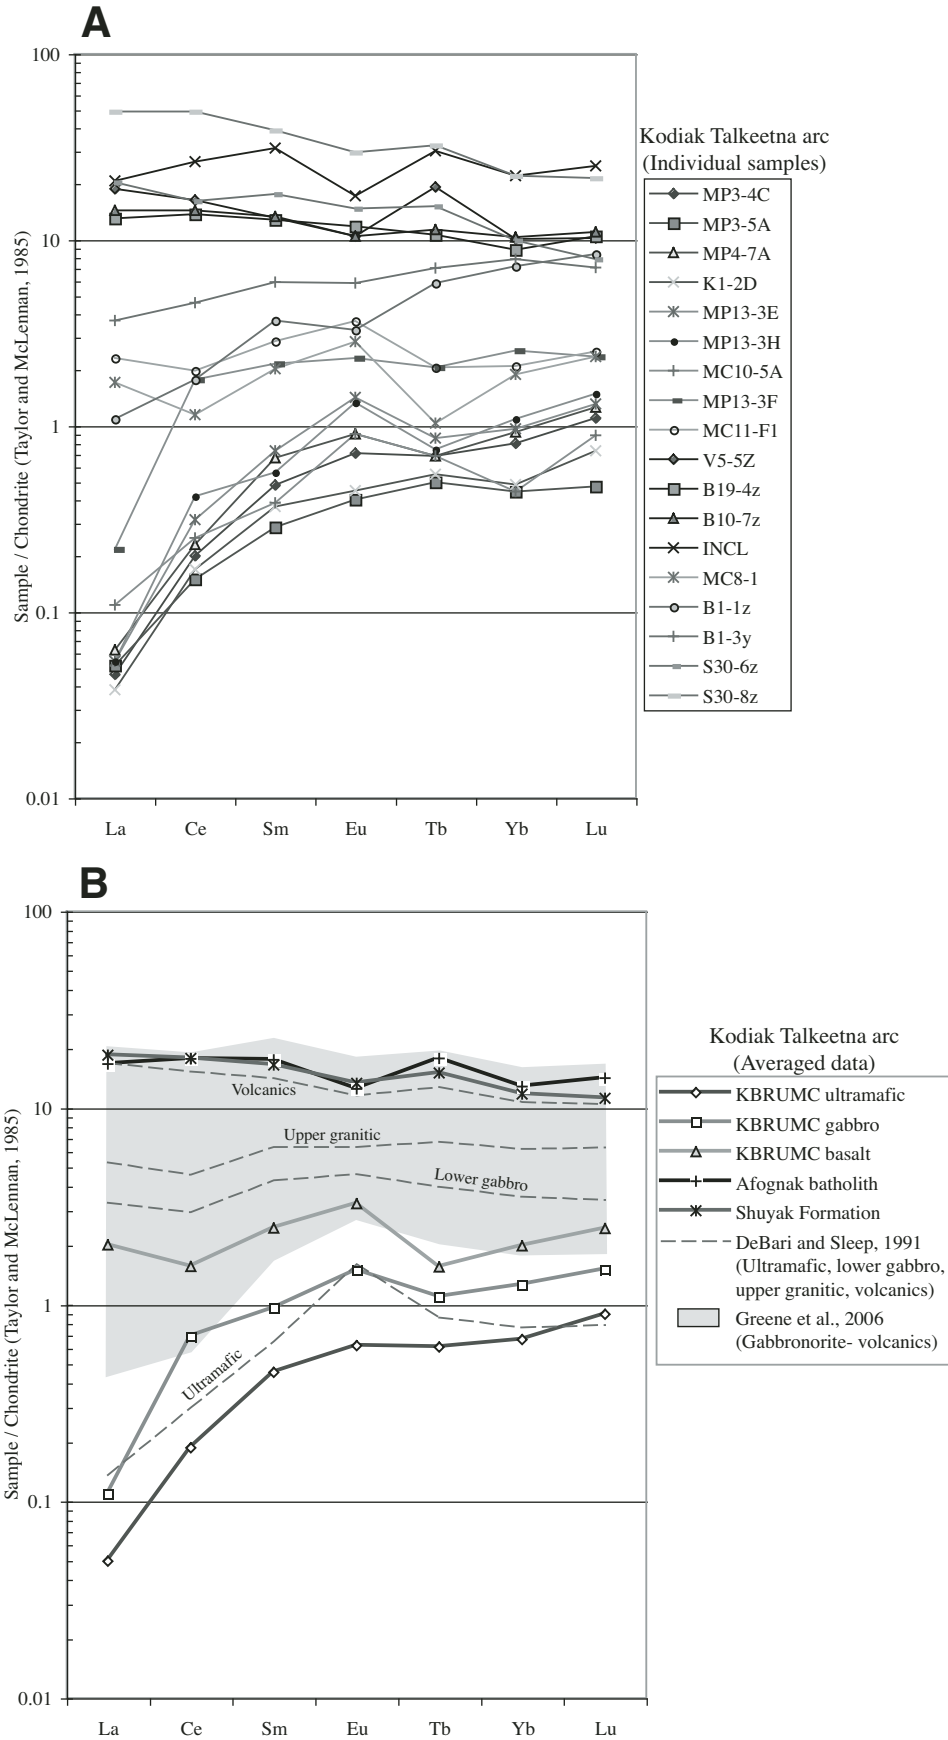 A
100
10
1
0.1
0.01
Sample / Chondrite (Taylor and McLennan, 1985)
La Ce Sm Eu Tb Yb Lu
Kodiak Talkeetna arc
(Individual samples)
MP3-4C
MP3-5A
MP4-7A
K1-2D
MP13-3E
MP13-3H
MC10-5A
MP13-3F
MC11-F1
V5-5Z
B19-4z
B10-7z
INCL
MC8-1
B1-1z
B1-3y
S30-6z
S30-8z
B
100
10
1
0.1
0.01
Sample / Chondrite (Taylor and McLennan, 1985)
Volcanics
Upper granitic
Lower gabbro
Ultramafic
La Ce Sm Eu Tb Yb Lu
Kodiak Talkeetna arc
(Averaged data)
KBRUMC ultramafic
KBRUMC gabbro
KBRUMC basalt
Afognak batholith
Shuyak Formation
DeBari and Sleep, 1991
(Ultramafic, lower gabbro,
upper granitic, volcanics)
Greene et al., 2006
(Gabbronorite- volcanics)